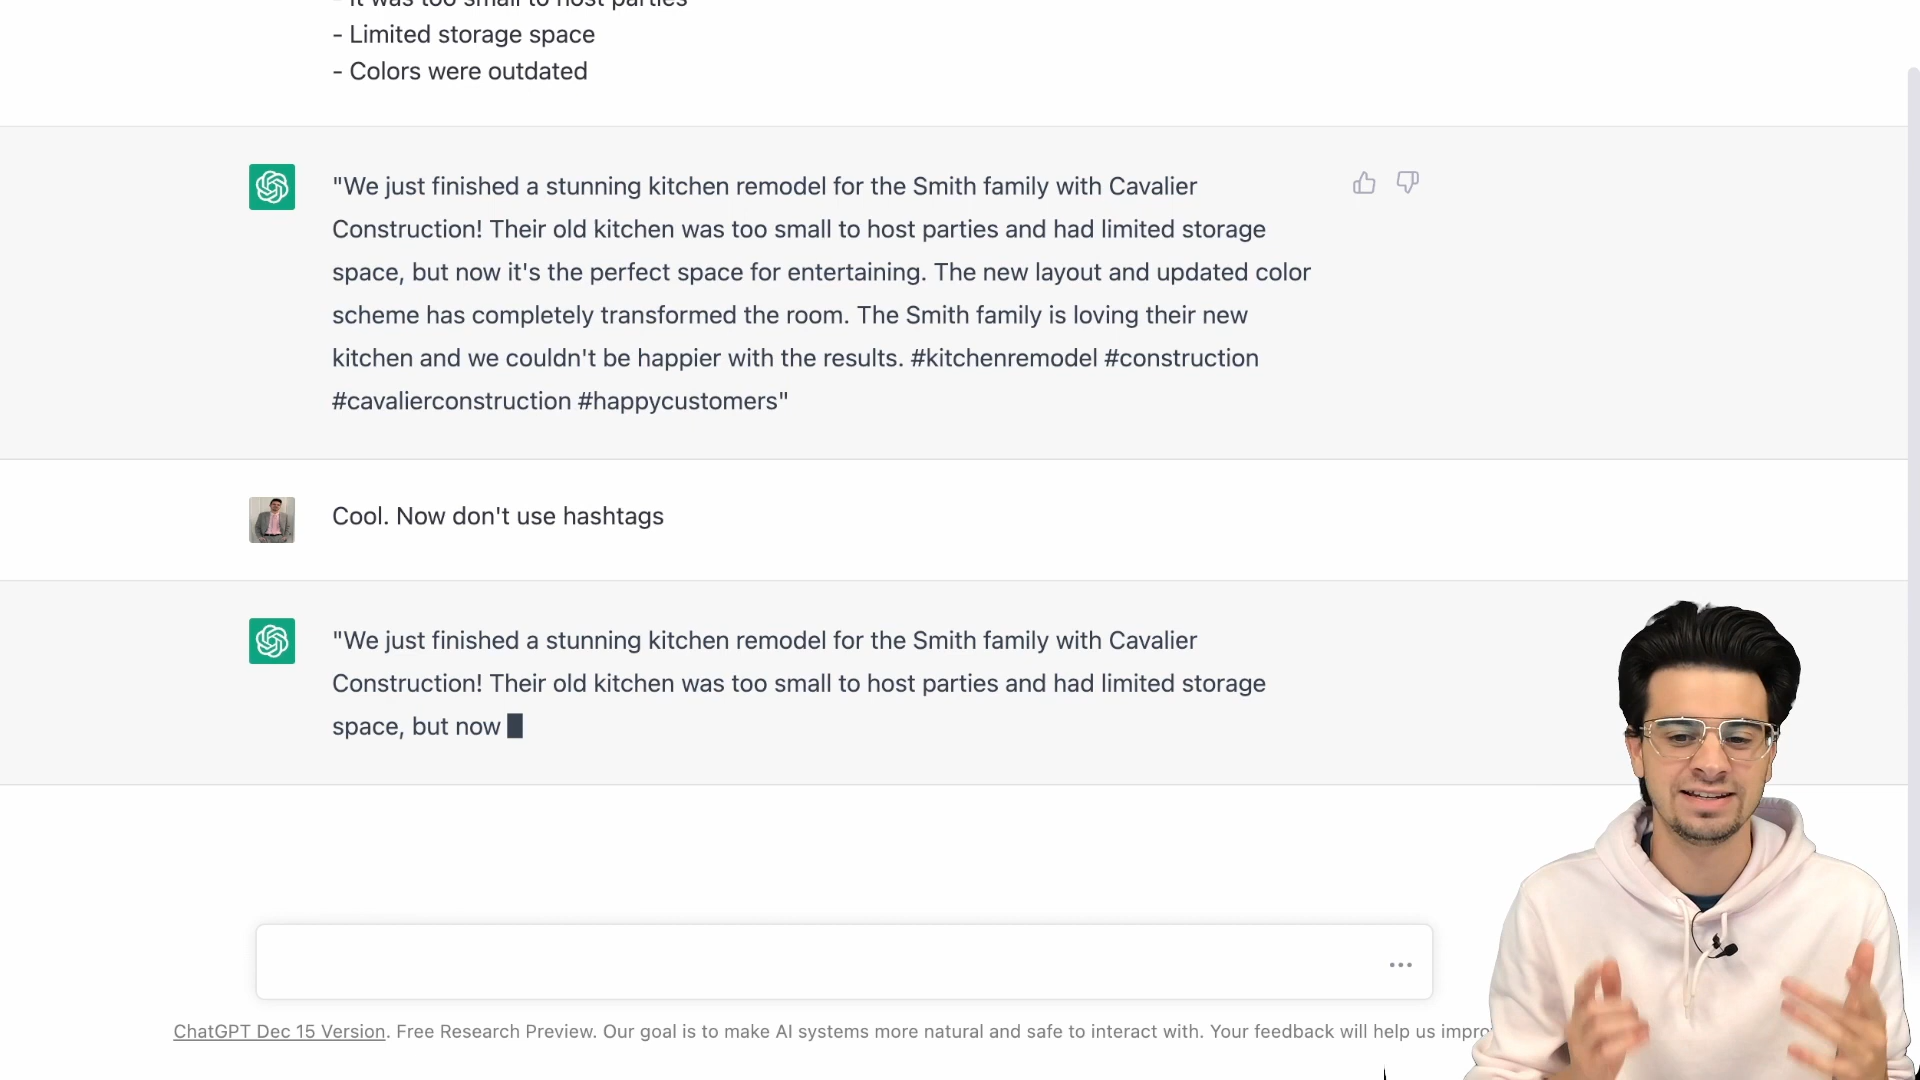 - It was too small to host parties
- Limited storage space
- Colors were outdated
"We just finished a stunning kitchen remodel for the Smith family with Cavalier
Construction! Their old kitchen was too small to host parties and had limited storage
space, but now it's the perfect space for entertaining. The new layout and updated color
scheme has completely transformed the room. The Smith family is loving their new
kitchen and we couldn't be happier with the results. #kitchenremodel #construction
#cavalierconstruction #happycustomers"
Cool. Now don't use hashtags
"We just finished a stunning kitchen remodel for the Smith family with Cavalier
Construction! Their old kitchen was too small to host parties and had limited storage
space, but now
ChatGPT Dec 15 Version. Free Research Preview. Our goal is to make AI systems more natural and safe to interact with. Your feedback will help us impro